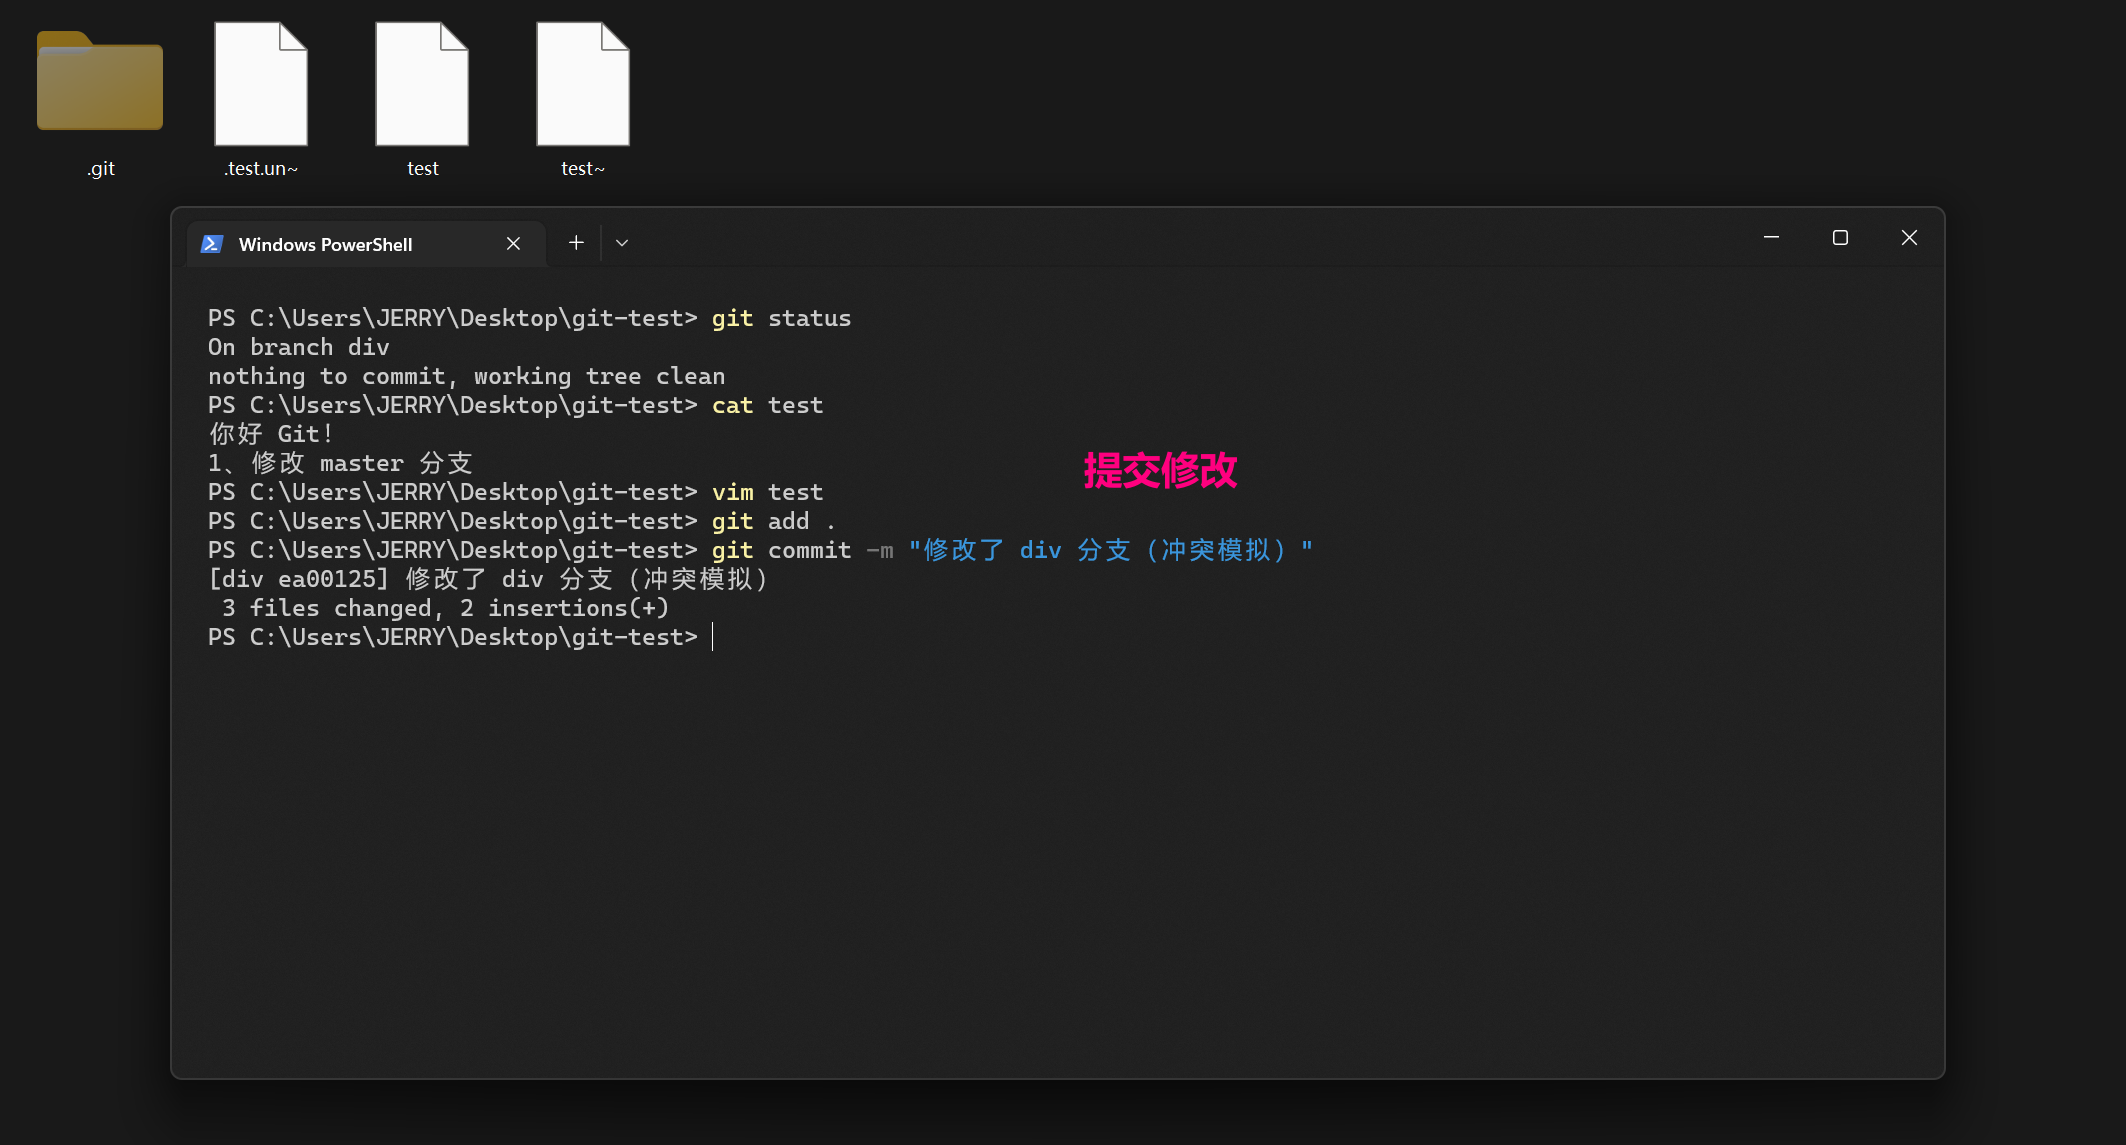 .git
.test.un~
test
test~
Windows PowerShell
PS C:\Users\JERRY\Desktop\git-test> git status
On branch div
nothing to commit, working tree clean
PS C:\Users\JERRY\Desktop\git-test> cat test
你好 Git!
1、修改 master 分支
提交修改
PS C:\Users\JERRY\Desktop\git-test> vim test
PS C:\Users\JERRY\Desktop\git-test> git add .
PS C:\Users\JERRY\Desktop\git-test> git commit -m "修改了 div 分支（冲突模拟）"
[div ea00125] 修改了 div 分支（冲突模拟）
 3 files changed, 2 insertions(+)
PS C:\Users\JERRY\Desktop\git-test>